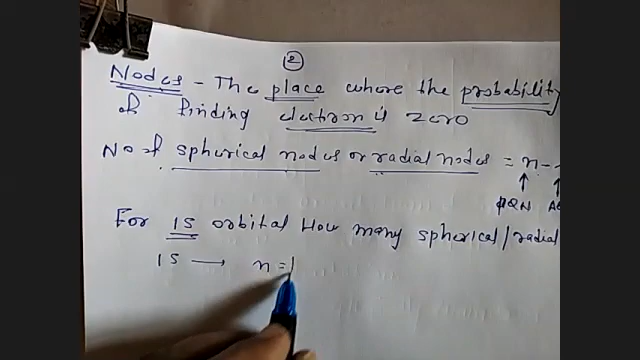 2
Nodes - The place where the probability
of finding electron is zero
No of spherical nodes or radial nodes = n -
PQN
For 1s orbital How many spherical/radial
1s → n = 1